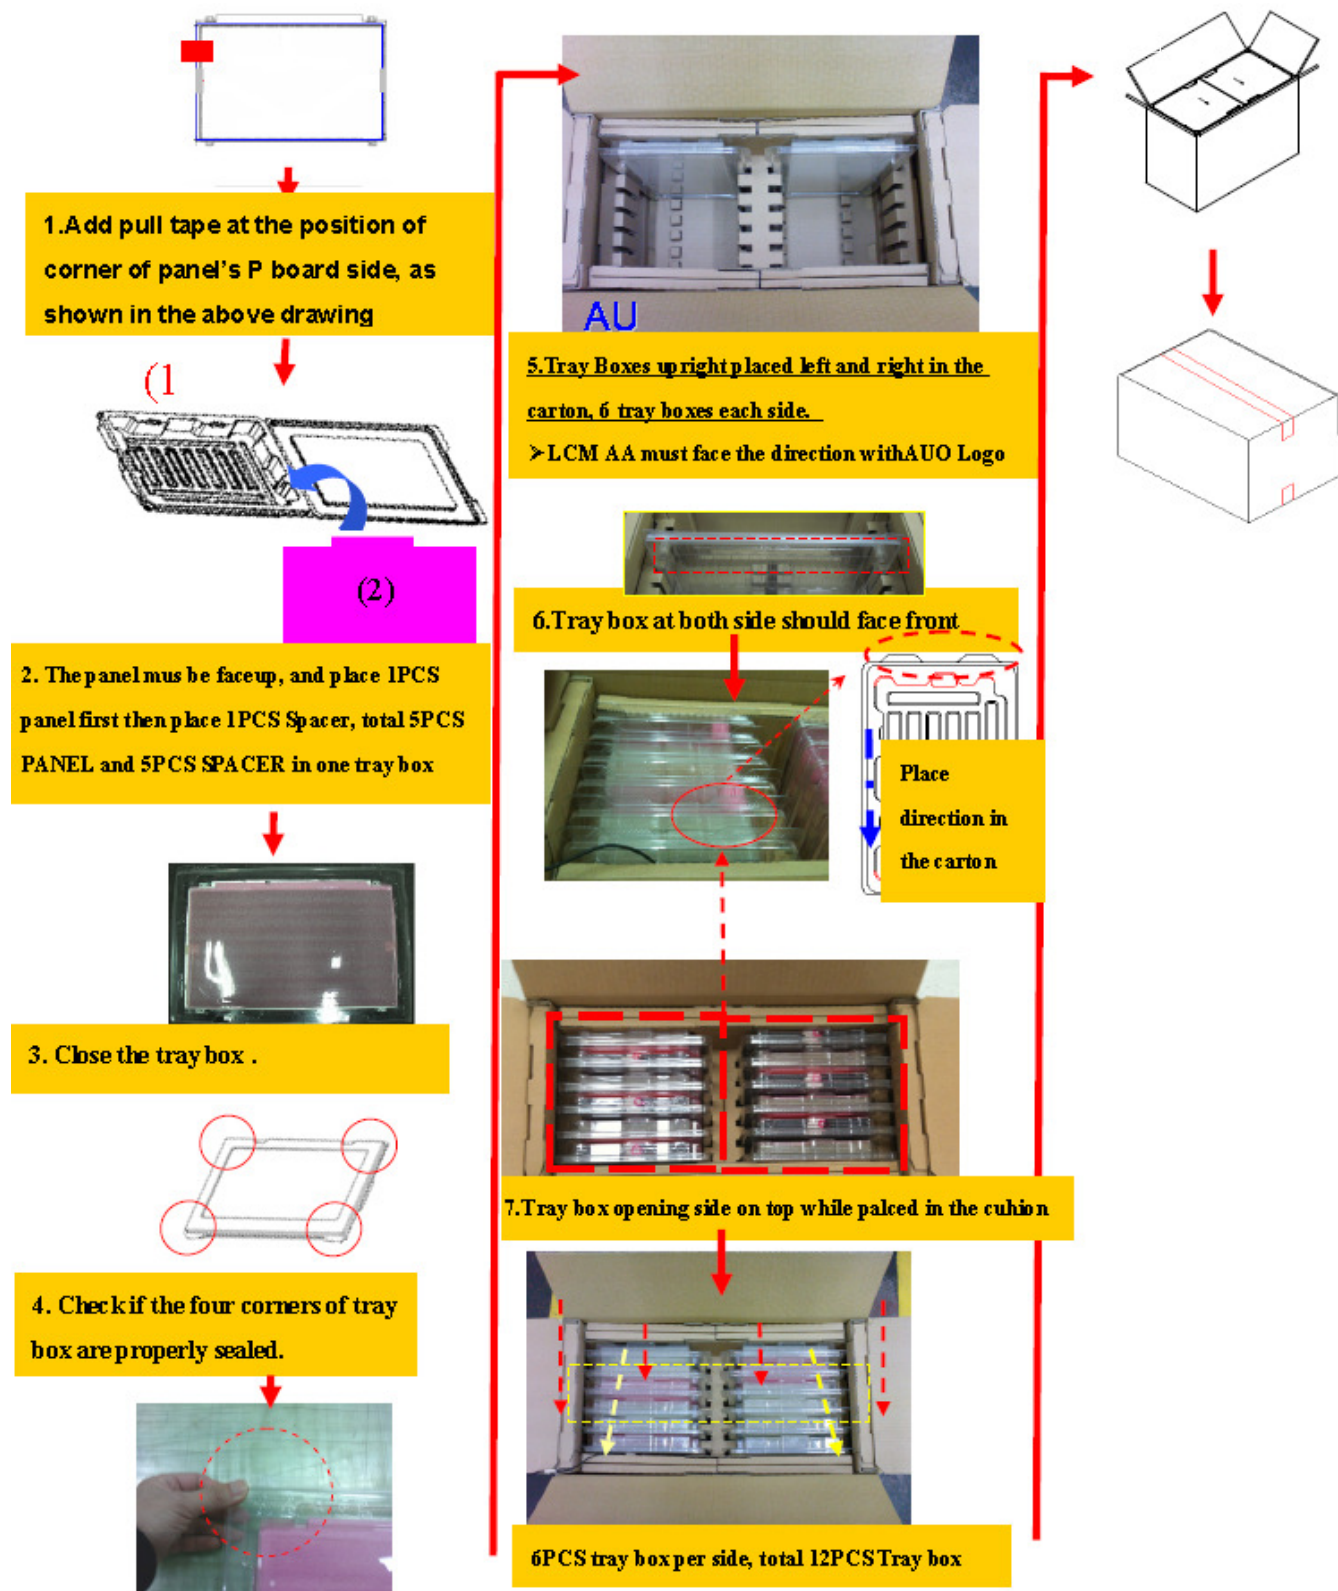 1.Add pull tape at the position of
corner of panel's P board side, as
shown in the above drawing
(1
(2)
2. The panel mus be faceup, and place 1PCS
panel first then place 1PCS Spacer, total 5PCS
PANEL and 5PCS SPACER in one tray box
3. Close the tray box .
4. Check if the four corners of tray
box are properly sealed.
AU
5.Tray Boxes upright placed left and right in the
carton, 6 tray boxes each side.
➢LCM AA must face the direction withAUO Logo
6.Tray box at both side should face front
Place
direction in
the carton
7.Tray box opening side on top while palced in the cuhion
6PCS tray box per side, total 12PCS Tray box